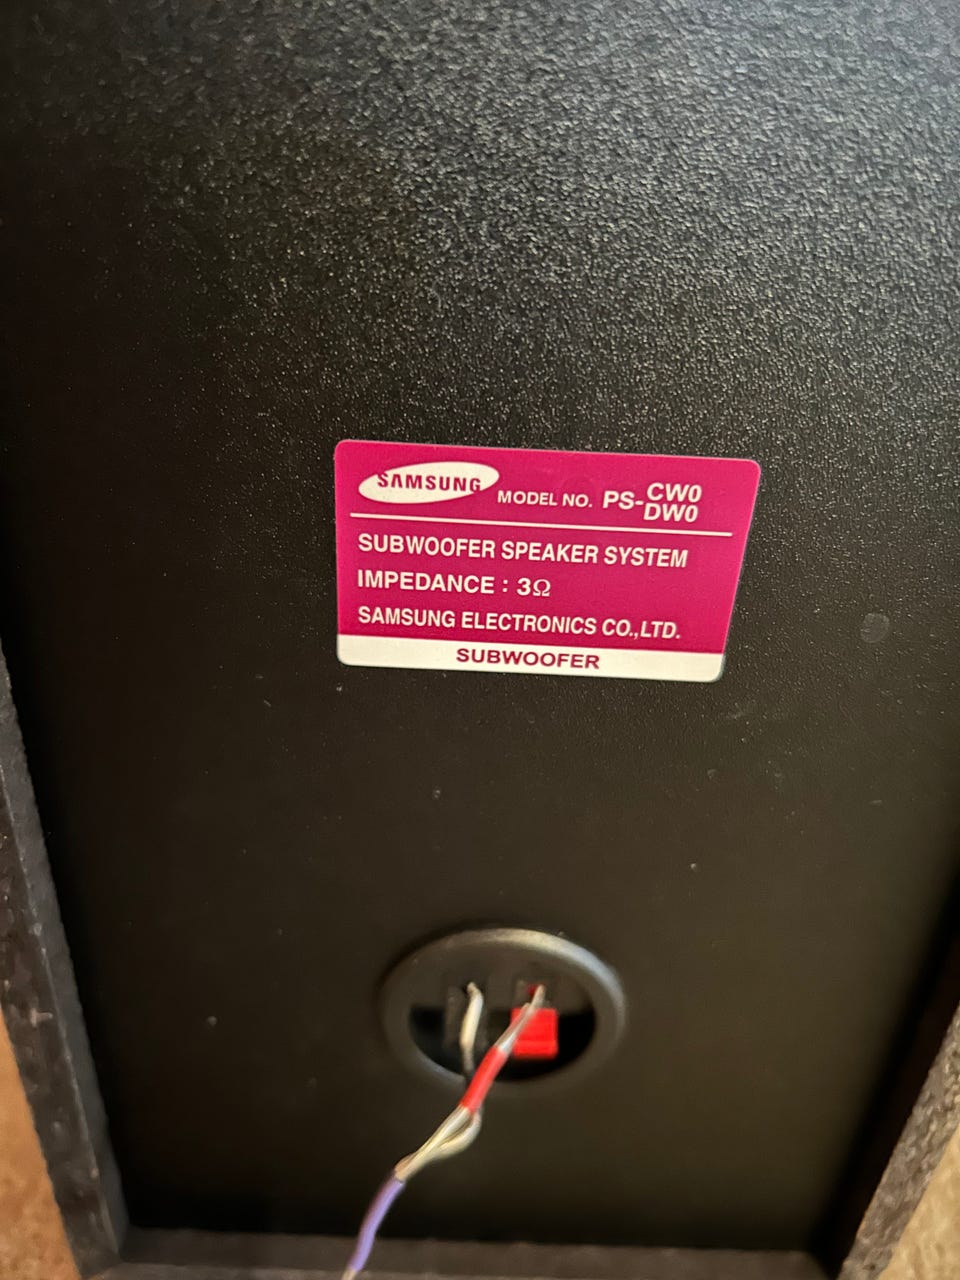 SAMSUNG MODEL NO. PS-CW0
DW0
SUBWOOFER SPEAKER SYSTEM
IMPEDANCE : 3Ω
SAMSUNG ELECTRONICS CO.,LTD.
SUBWOOFER